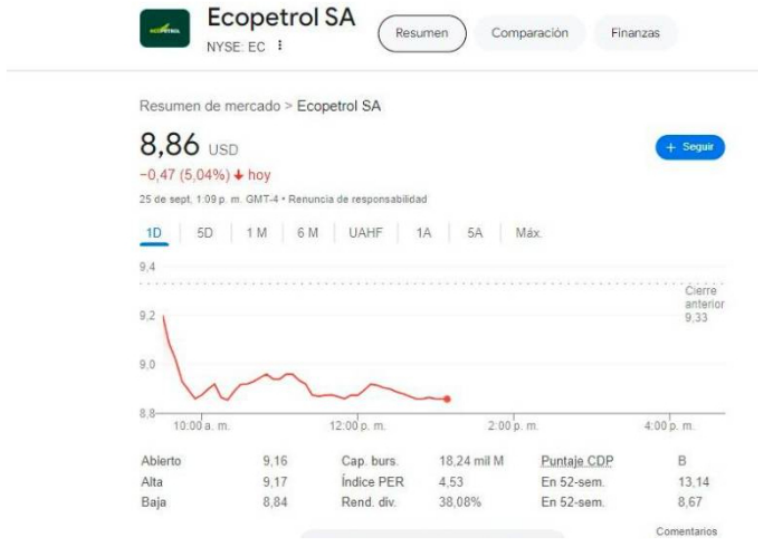 Ecopetrol SA
NYSE: EC
Resumen
Comparación
Finanzas
Resumen de mercado > Ecopetrol SA
8,86 USD
+ Seguir
−0,47 (5,04%) ↓ hoy
25 de sept, 1:09 p. m. GMT-4 • Renuncia de responsabilidad
1D 5D 1 M 6 M UAHF 1A 5A Máx.
9,4
Cierre
anterior
9,33
9,2
9,0
8,8
10:00 a. m. 12:00 p. m. 2:00 p. m. 4:00 p. m.
Abierto 9,16 Cap. burs. 18,24 mil M Puntaje CDP B
Alta 9,17 Índice PER 4,53 En 52-sem. 13,14
Baja 8,84 Rend. div. 38,08% En 52-sem. 8,67
Comentarios